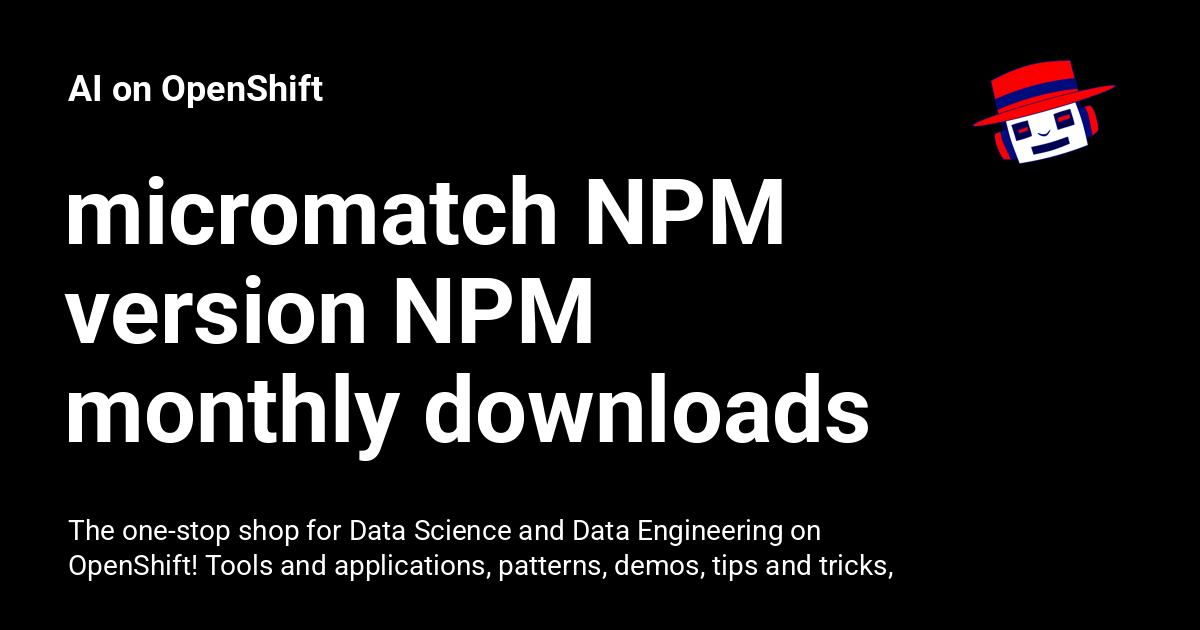 AI on OpenShift
micromatch NPM
version NPM
monthly downloads
The one-stop shop for Data Science and Data Engineering on
OpenShift! Tools and applications, patterns, demos, tips and tricks,